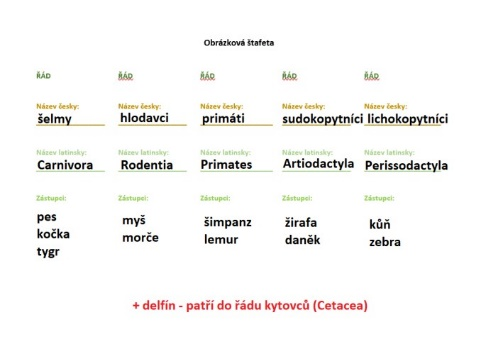 Obrázková štafeta
ŘÁD ŘÁD ŘÁD ŘÁD ŘÁD
Název česky: Název česky: Název česky: Název česky: Název česky:
šelmy hlodavci primáti sudokopytníci lichokopytníci
Název latinsky: Název latinsky: Název latinsky: Název latinsky: Název latinsky:
Carnivora Rodentia Primates Artiodactyla Perissodactyla
Zástupci: Zástupci: Zástupci: Zástupci: Zástupci:
pes myš šimpanz žirafa kůň
kočka morče lemur daněk zebra
tygr
+ delfín - patří do řádu kytovců (Cetacea)